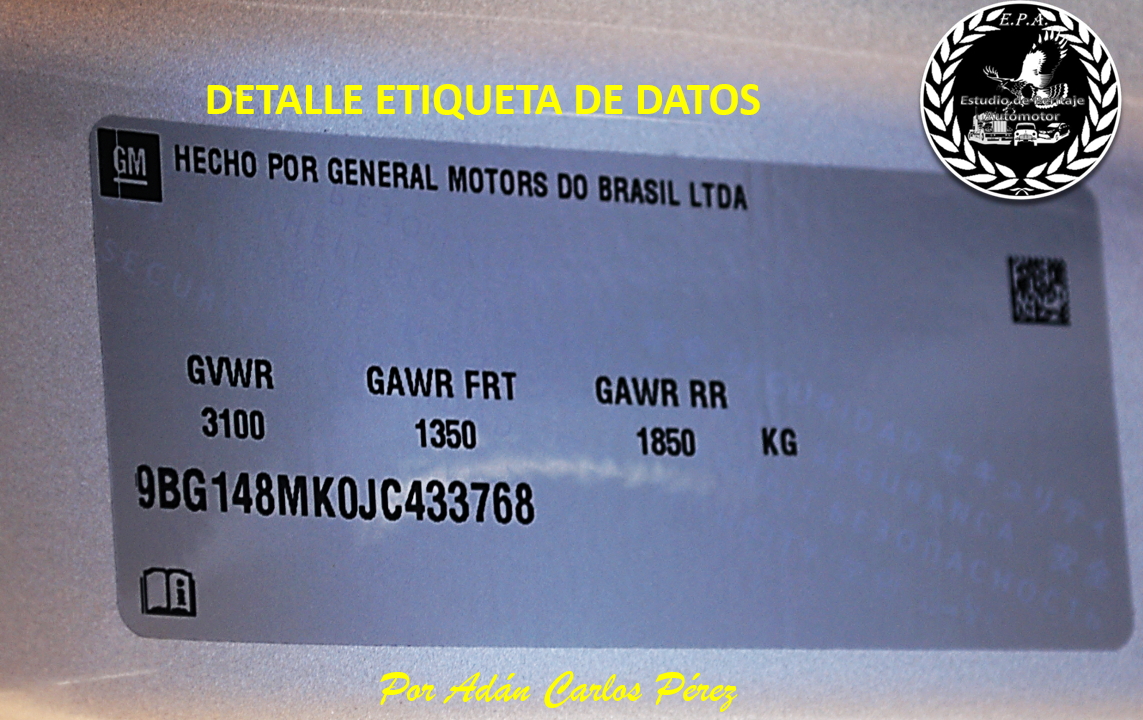 E.P.A.
Estudio de Peritaje
Automotor
DETALLE ETIQUETA DE DATOS
GM
HECHO POR GENERAL MOTORS DO BRASIL LTDA
GVWR GAWR FRT GAWR RR
3100 1350 1850 KG
9BG148MK0JC433768
Por Adán Carlos Pérez